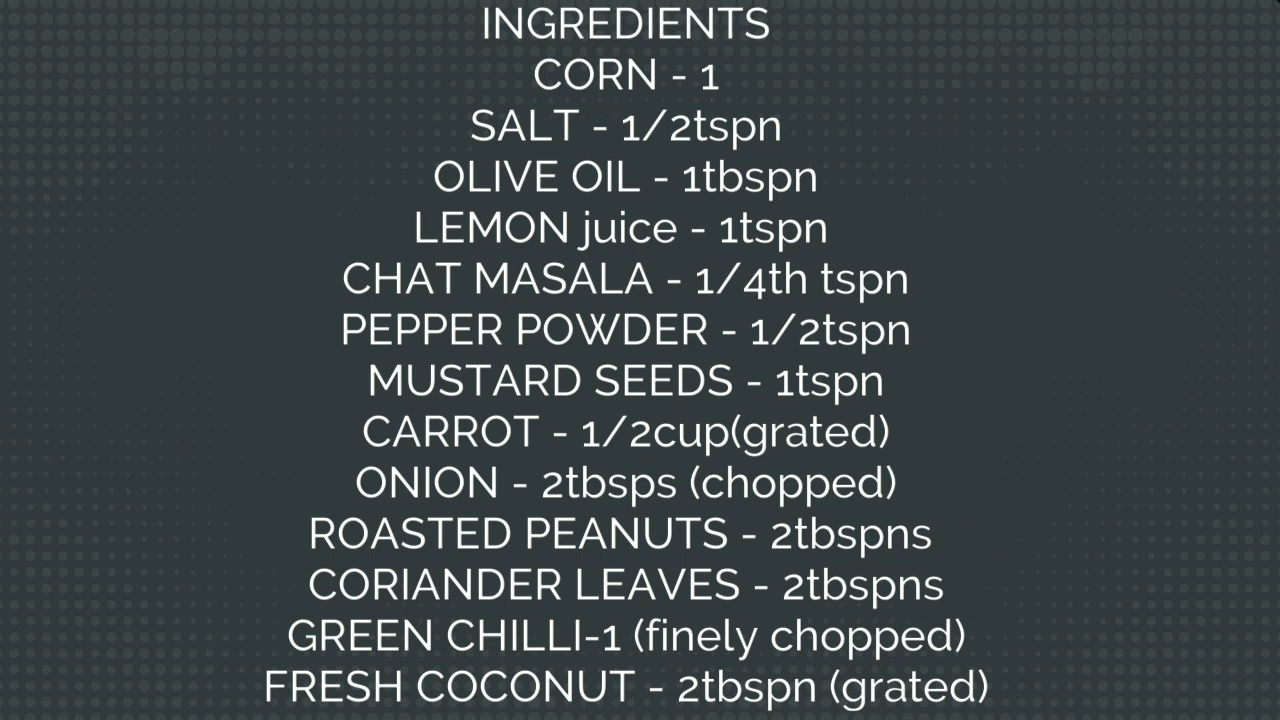 INGREDIENTS
CORN - 1
SALT - 1/2tspn
OLIVE OIL - 1tbspn
LEMON juice - 1tspn
CHAT MASALA - 1/4th tspn
PEPPER POWDER - 1/2tspn
MUSTARD SEEDS - 1tspn
CARROT - 1/2cup(grated)
ONION - 2tbsps (chopped)
ROASTED PEANUTS - 2tbspns
CORIANDER LEAVES - 2tbspns
GREEN CHILLI-1 (finely chopped)
FRESH COCONUT - 2tbspn (grated)